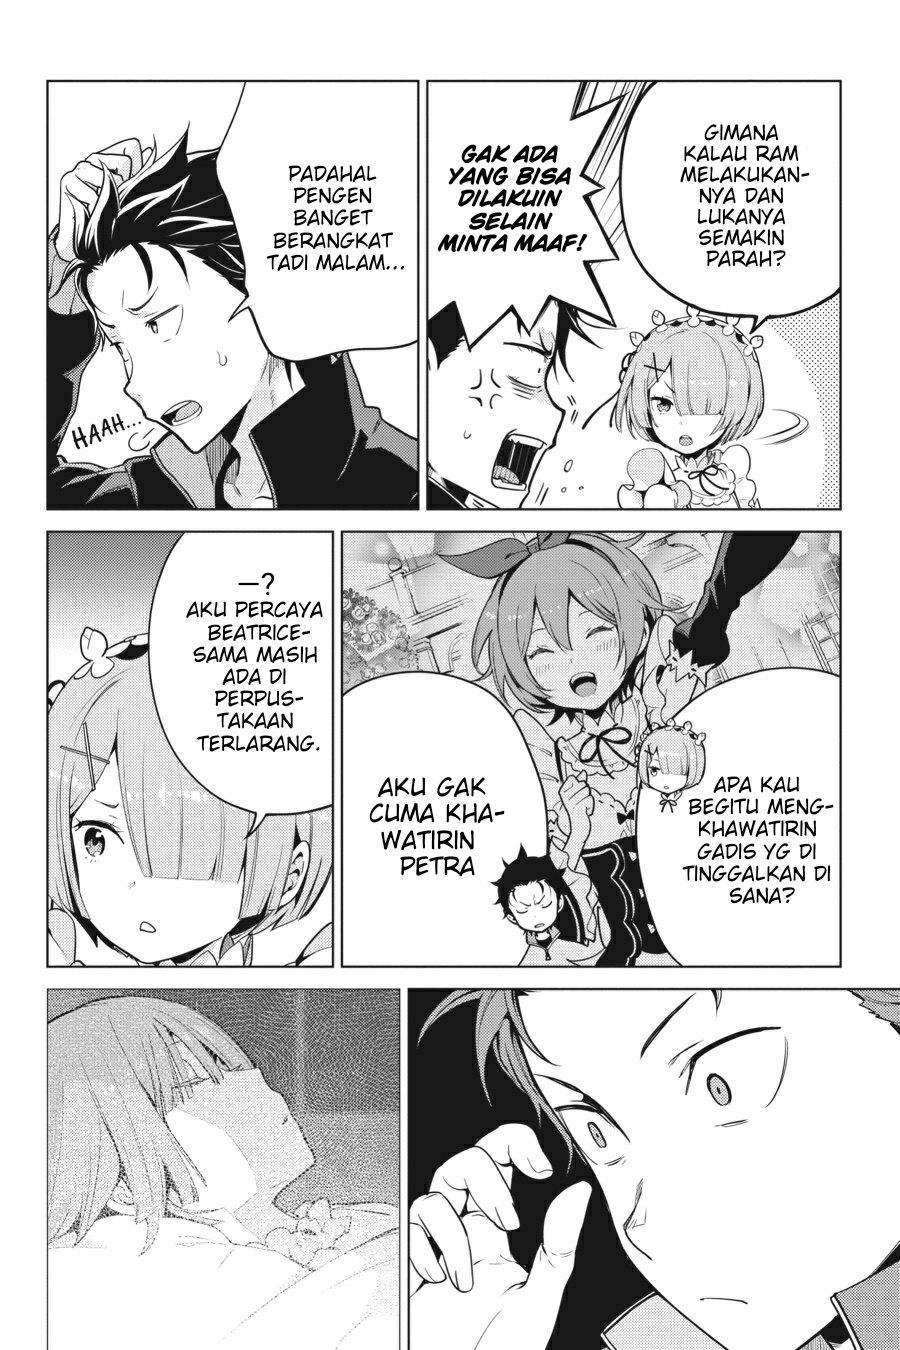 GIMANA
KALAU RAM
MELAKUKAN-
NYA DAN
LUKANYA
SEMAKIN
PARAH?
GAK ADA
YANG BISA
DILAKUIN
SELAIN
MINTA MAAF!
PADAHAL
PENGEN
BANGET
BERANGKAT
TADI MALAM...
HAAH...
APA KAU
BEGITU MENG-
KHAWATIRIN
GADIS YG DI
TINGGALKAN DI
SANA?
AKU GAK
CUMA KHA-
WATIRIN
PETRA
—?
AKU PERCAYA
BEATRICE-
SAMA MASIH
ADA DI
PERPUS-
TAKAAN
TERLARANG.